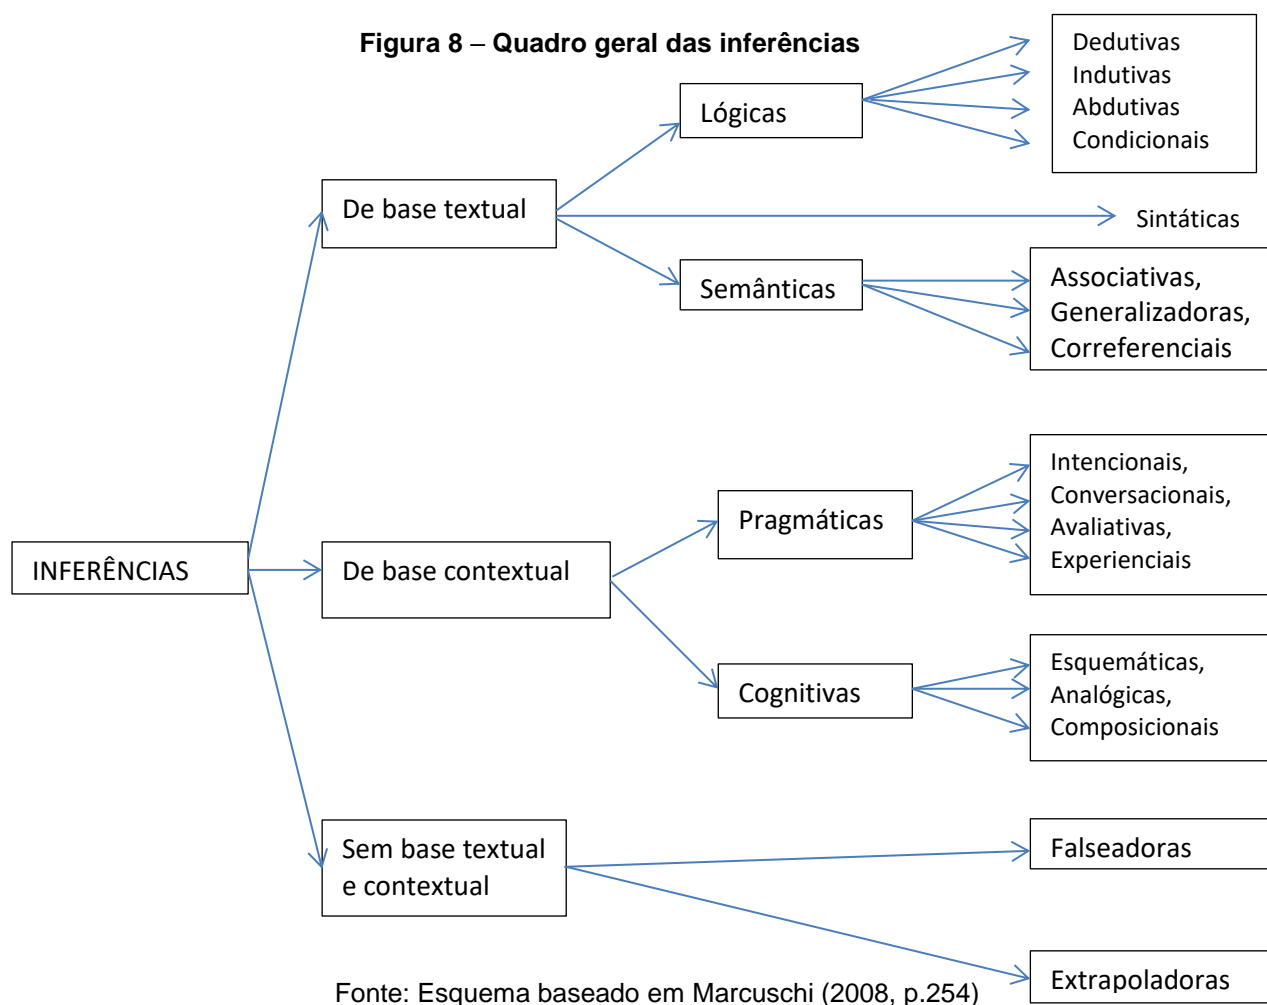 Figura 8 – Quadro geral das inferências
Dedutivas
Indutivas
Abdutivas
Condicionais
Lógicas
De base textual
Sintáticas
Semânticas
Associativas,
Generalizadoras,
Correferenciais
Intencionais,
Conversacionais,
Avaliativas,
Experienciais
Pragmáticas
INFERÊNCIAS
De base contextual
Cognitivas
Esquemáticas,
Analógicas,
Composicionais
Sem base textual
e contextual
Falseadoras
Extrapoladoras
Fonte: Esquema baseado em Marcuschi (2008, p.254)